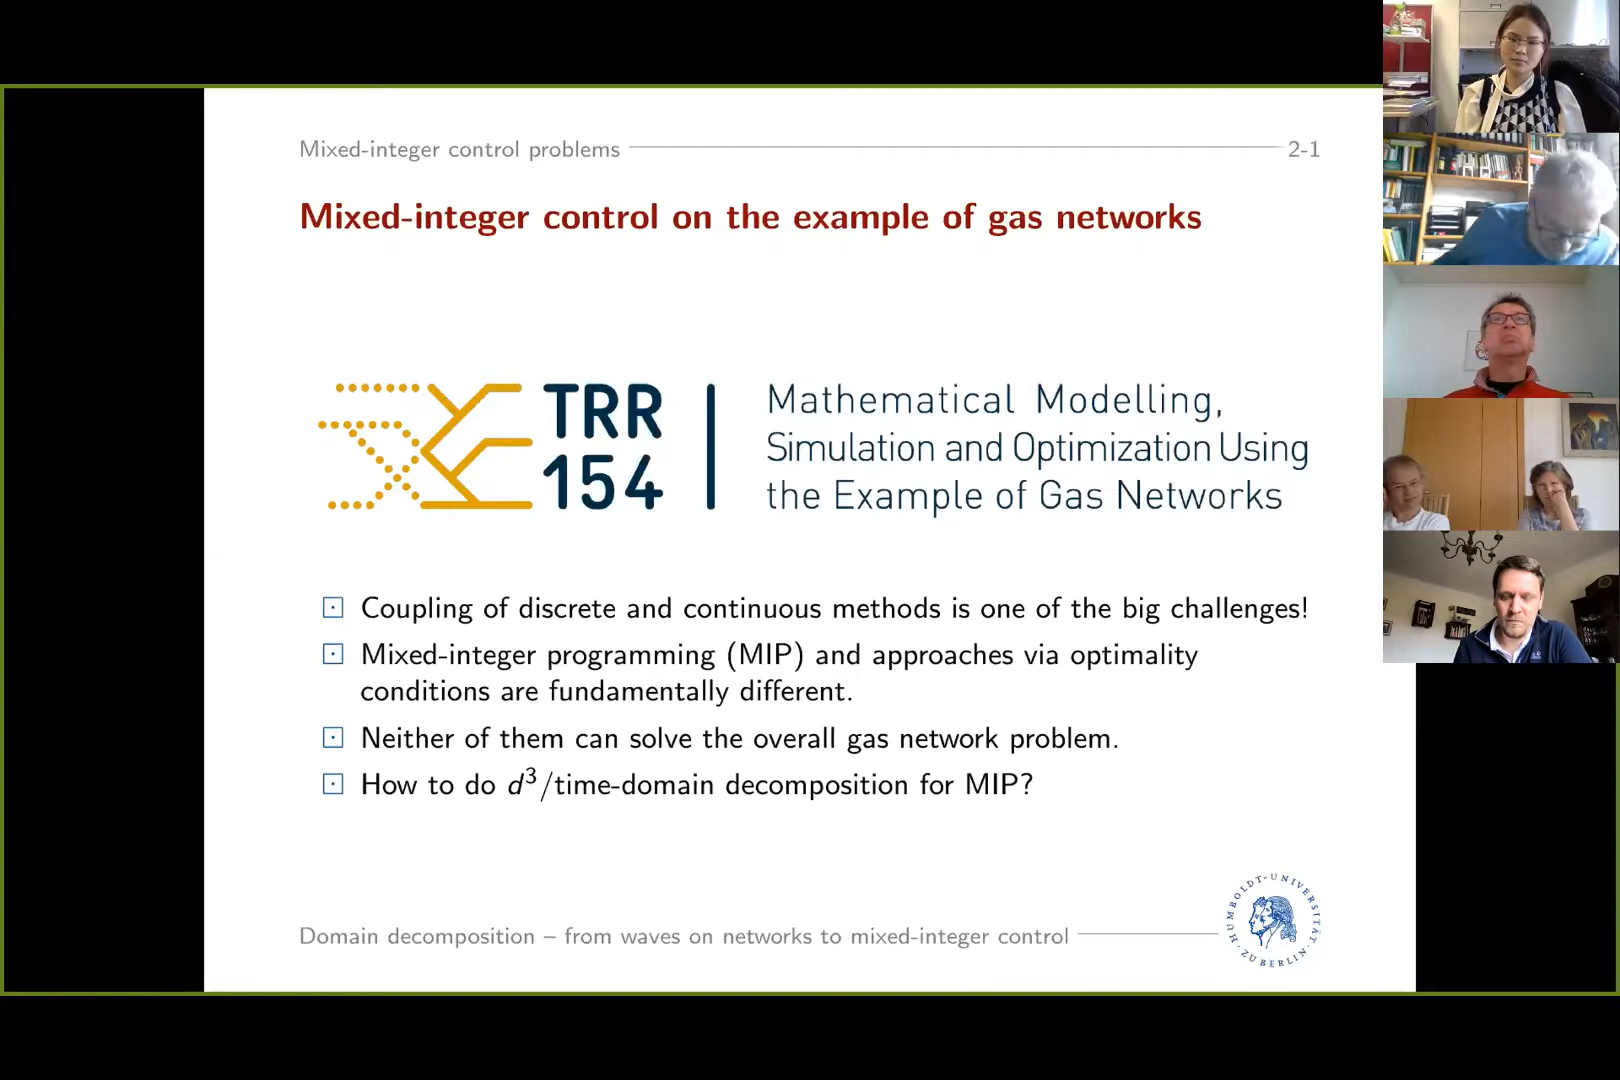 Mixed-integer control problems 2-1
Mixed-integer control on the example of gas networks
TRR 154
Mathematical Modelling,
Simulation and Optimization Using
the Example of Gas Networks
Coupling of discrete and continuous methods is one of the big challenges!
Mixed-integer programming (MIP) and approaches via optimality
conditions are fundamentally different.
Neither of them can solve the overall gas network problem.
How to do d³/time-domain decomposition for MIP?
Domain decomposition – from waves on networks to mixed-integer control
HUMBOLDT-UNIVERSITÄT
ZU BERLIN